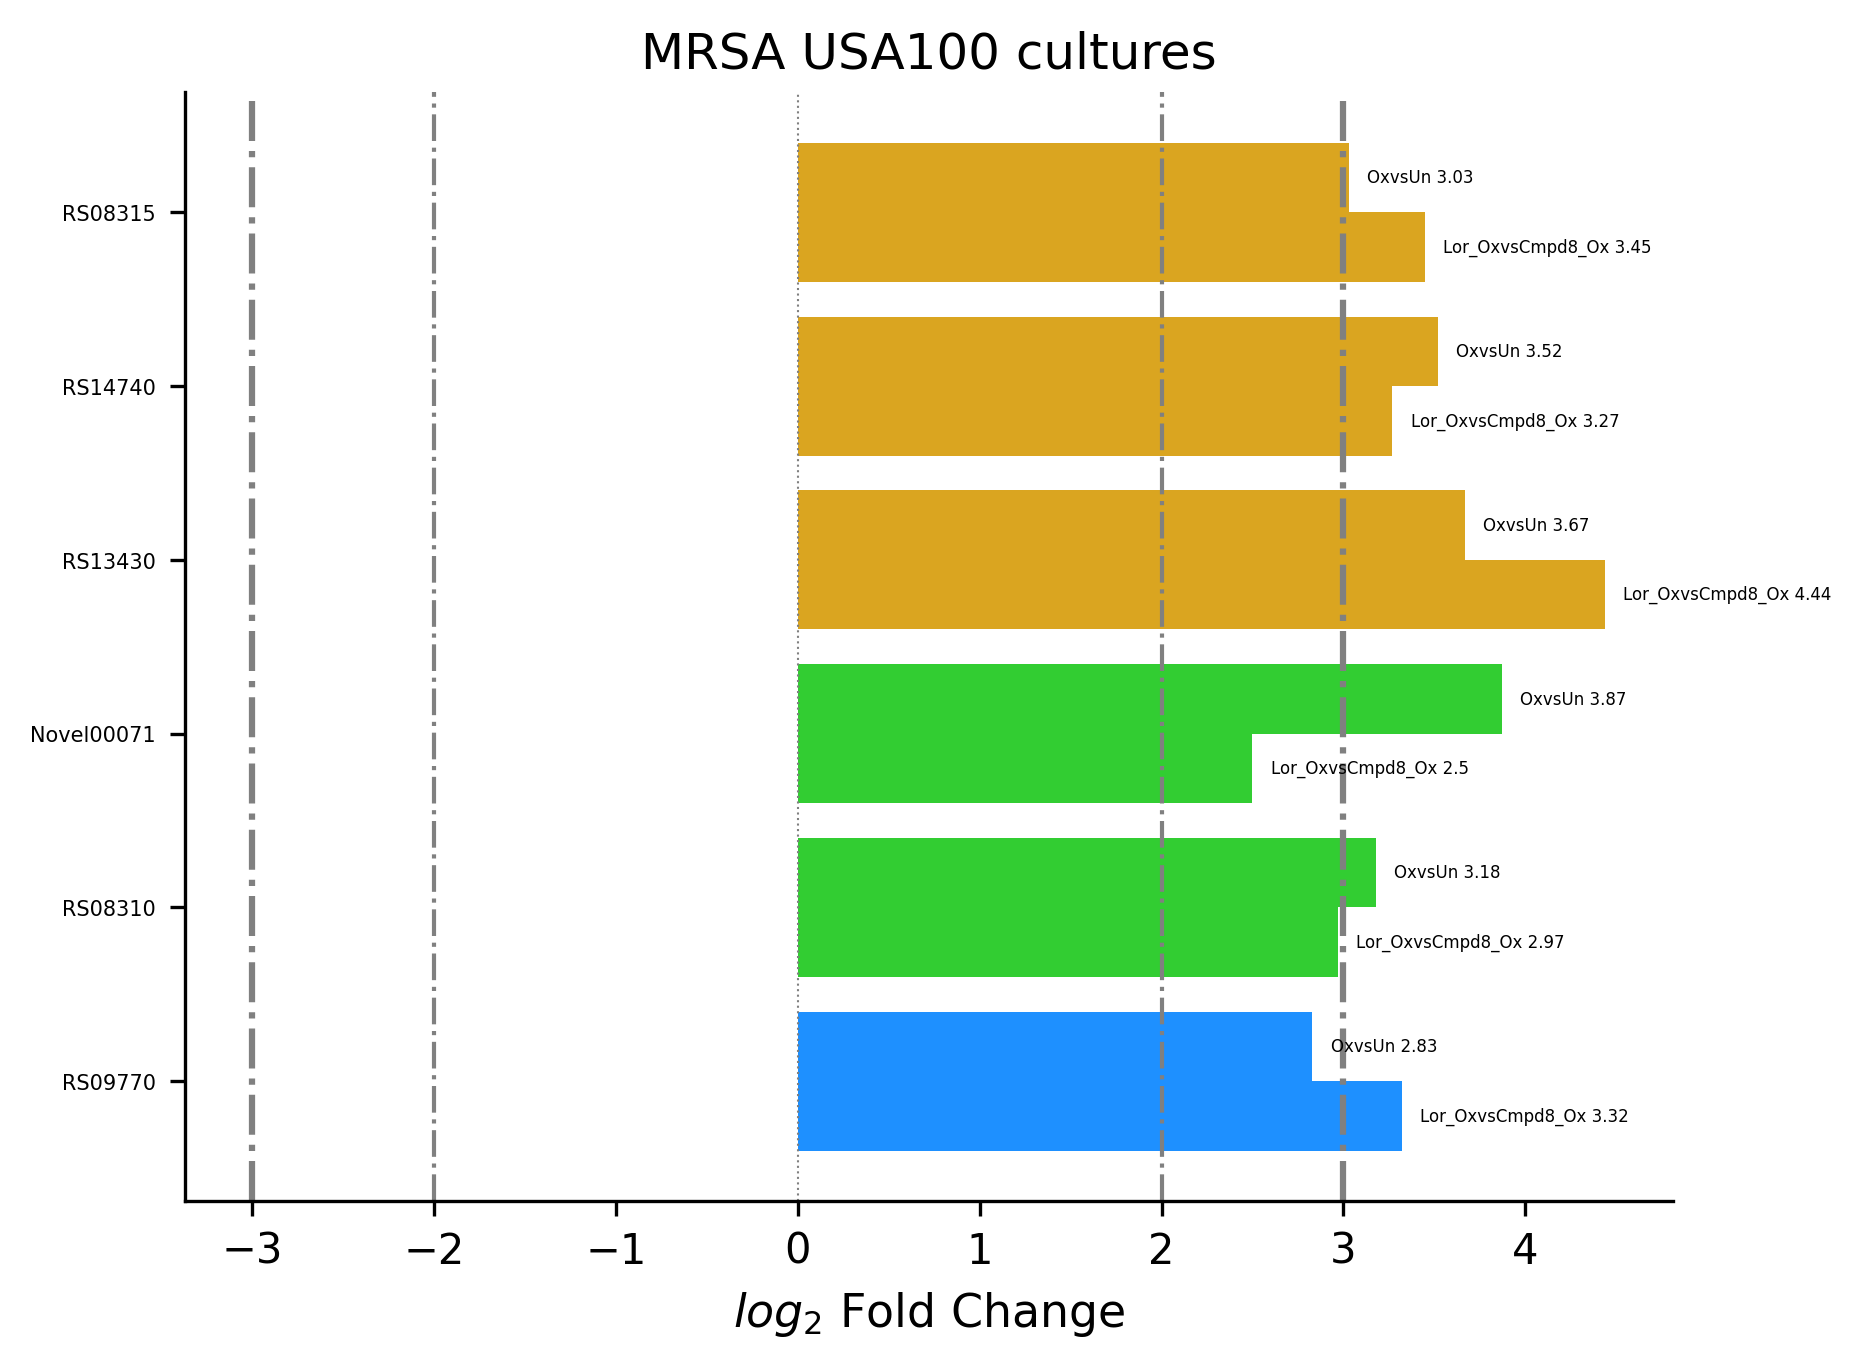 MRSA USA100 cultures
OxvsUn 3.03
RS08315
Lor_OxvsCmpd8_Ox 3.45
OxvsUn 3.52
RS14740
Lor_OxvsCmpd8_Ox 3.27
OxvsUn 3.67
RS13430
Lor_OxvsCmpd8_Ox 4.44
OxvsUn 3.87
Novel00071
Lor_OxvsCmpd8_Ox 2.5
OxvsUn 3.18
RS08310
Lor_OxvsCmpd8_Ox 2.97
OxvsUn 2.83
RS09770
Lor_OxvsCmpd8_Ox 3.32
−3 −2 −1 0 1 2 3 4
log₂ Fold Change